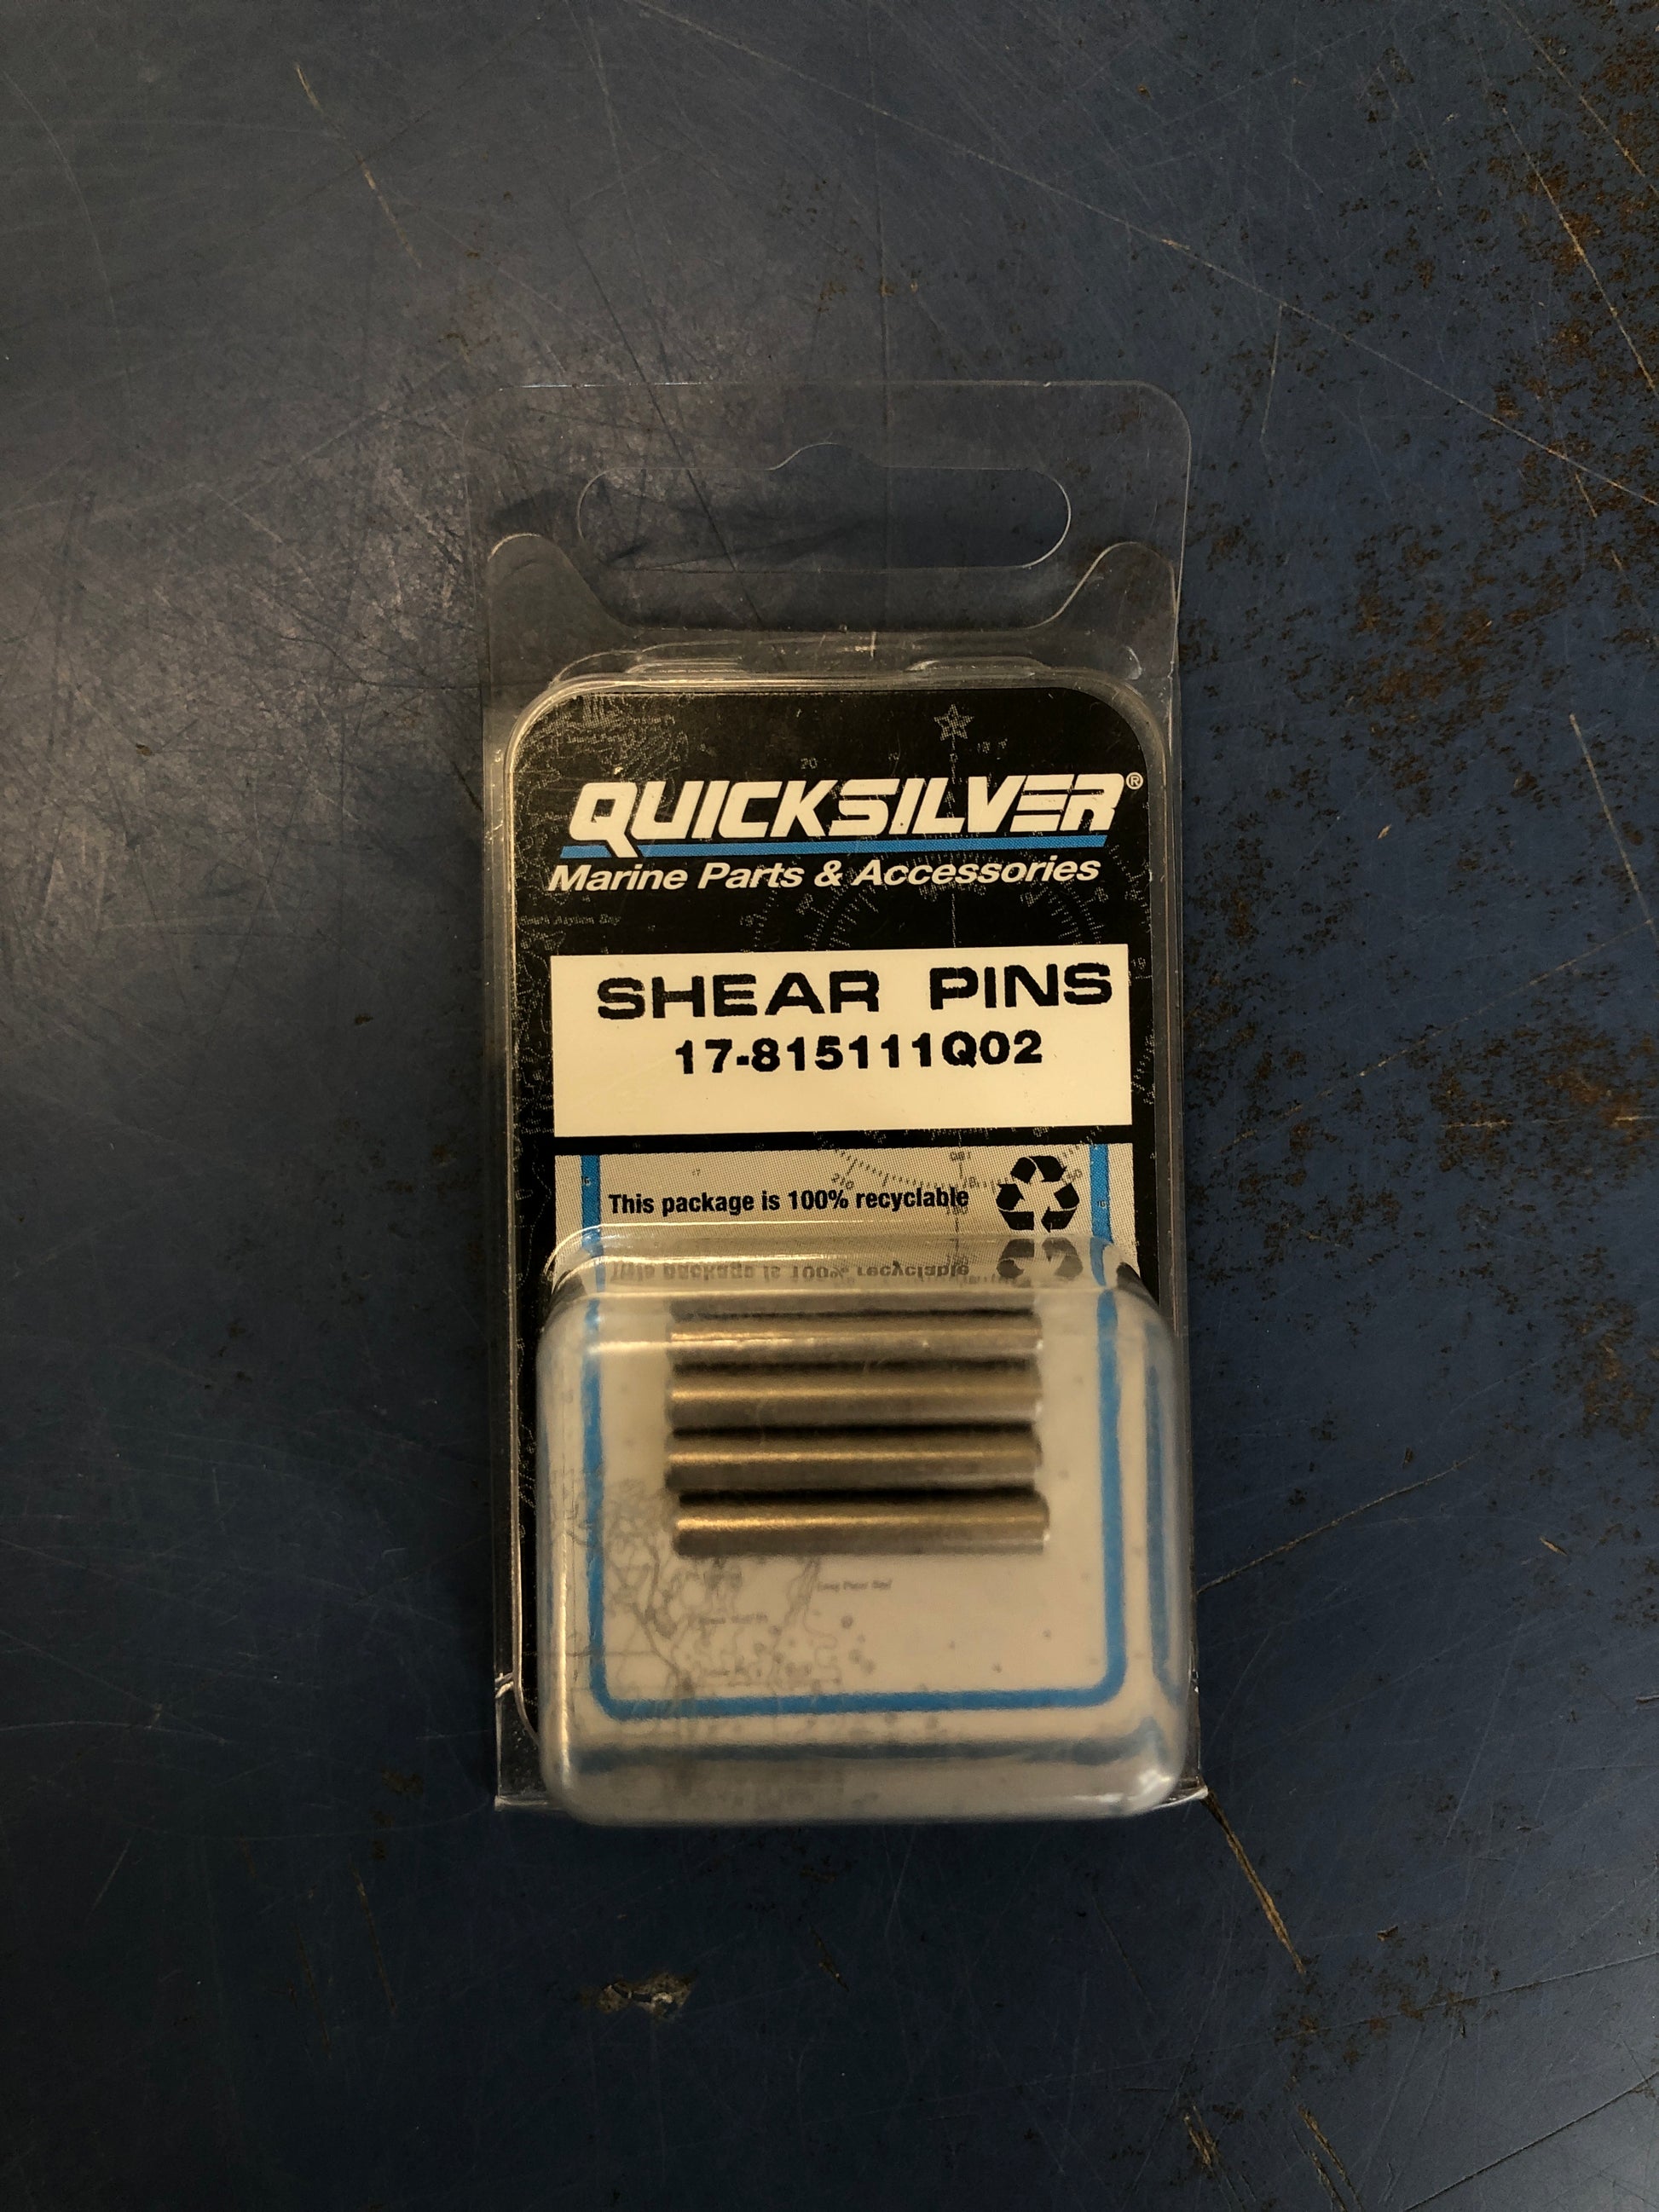 QUICKSILVER®
Marine Parts & Accessories
SHEAR PINS
17-815111Q02
This package is 100% recyclable